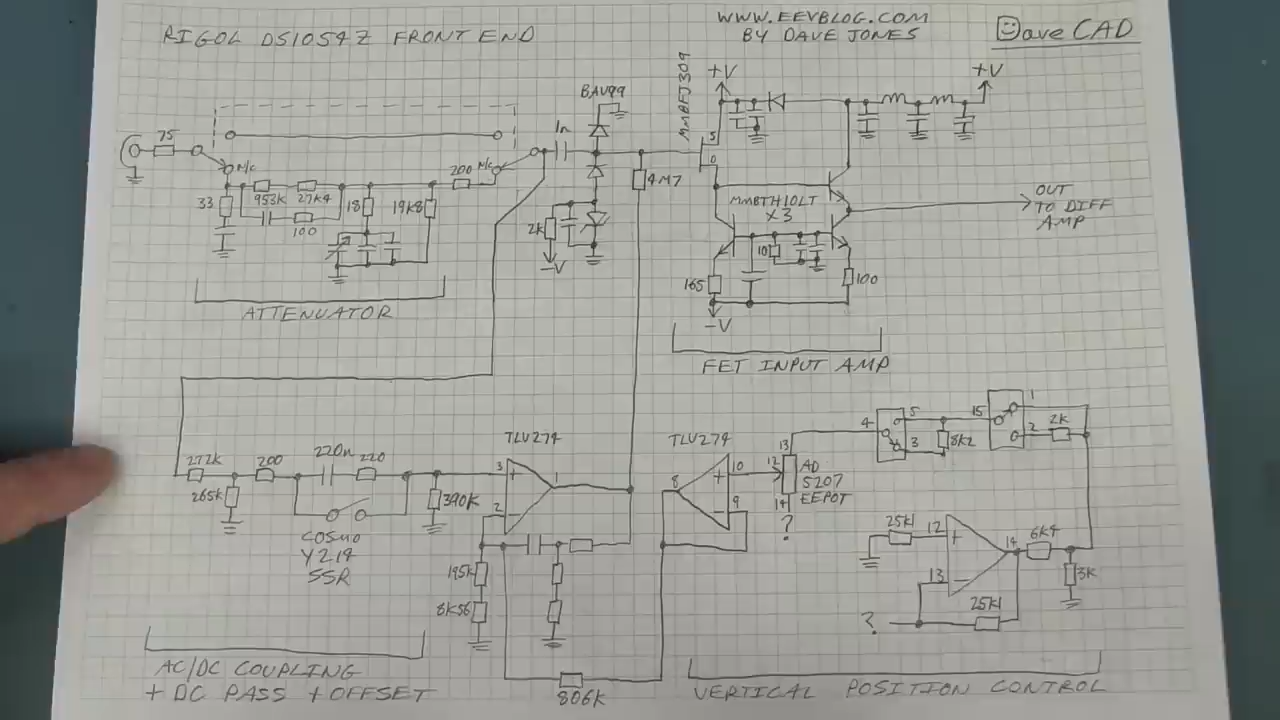 RIGOL DS1054Z FRONT END
WWW.EEVBLOG.COM
BY DAVE JONES
Dave CAD
75
N/C
33
953K
27K4
100
18
19K8
200
N/C
ATTENUATOR
1n
BAV99
2K
-V
4M7
MMBFJ309
+V
S
D
MMBTH10LT
X3
10
165
100
-V
+V
OUT
TO DIFF
AMP
FET INPUT AMP
272K
265K
200
220n
220
COSMO
Y214
SSR
390K
TLV274
3
+
2
-
1
195K
8K56
806K
AC/DC COUPLING
+ DC PASS + OFFSET
TLV274
8
+
10
-
9
12
13
14
?
AD
5207
EEPOT
4
5
3
8K2
15
1
2
2K
25K1
12
+
13
-
14
6K4
3K
25K1
?
VERTICAL POSITION CONTROL